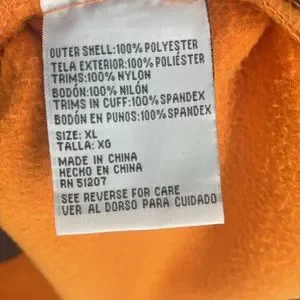 OUTER SHELL:100% POLYESTER
TELA EXTERIOR:100% POLIÉSTER
TRIMS:100% NYLON
BODÓN:100% NILÓN
TRIMS IN CUFF:100% SPANDEX
BODÓN EN PUNOS:100% SPANDEX
SIZE: XL
TALLA: XG
MADE IN CHINA
HECHO EN CHINA
RN 51207
SEE REVERSE FOR CARE
VER AL DORSO PARA CUIDADO